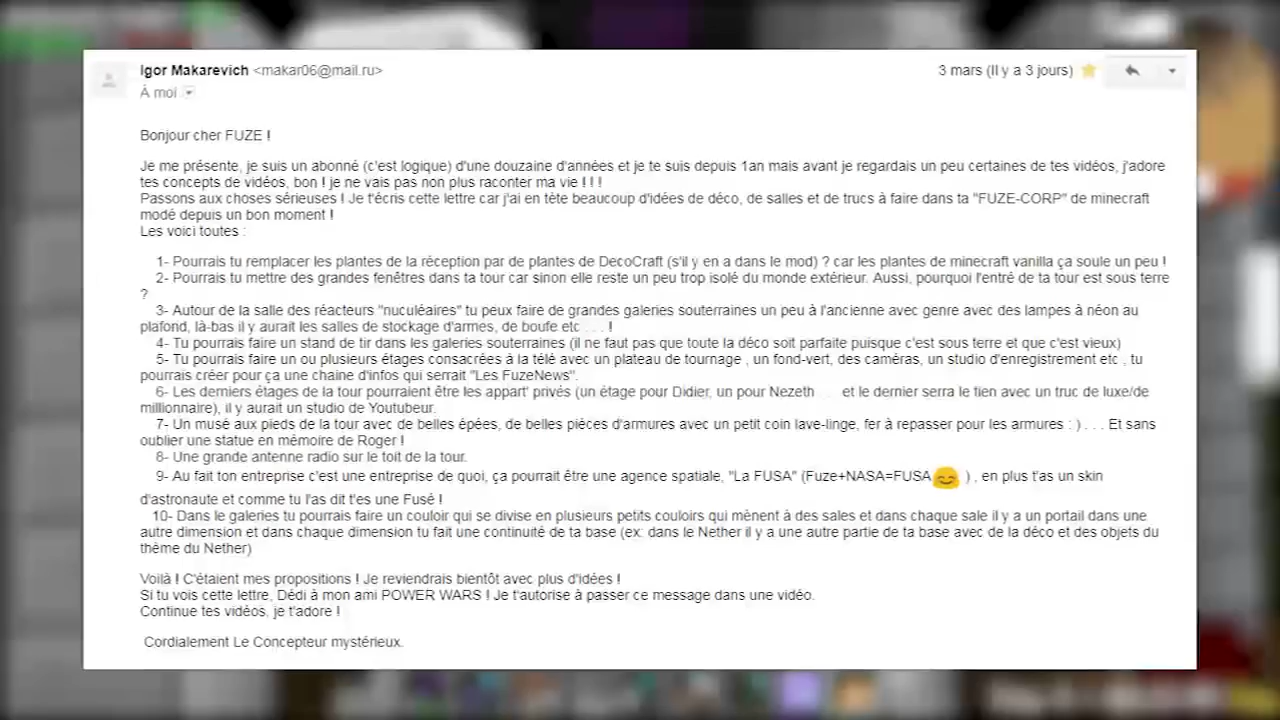 Igor Makarevich <makar06@mail.ru>
3 mars (Il y a 3 jours)
À moi
Bonjour cher FUZE !
Je me présente, je suis un abonné (c'est logique) d'une douzaine d'années et je te suis depuis 1an mais avant je regardais un peu certaines de tes vidéos, j'adore
tes concepts de vidéos, bon ! je ne vais pas non plus raconter ma vie ! ! !
Passons aux choses sérieuses ! Je t'écris cette lettre car j'ai en tête beaucoup d'idées de déco, de salles et de trucs à faire dans ta "FUZE-CORP" de minecraft
modé depuis un bon moment !
Les voici toutes :
1- Pourrais tu remplacer les plantes de la réception par de plantes de DecoCraft (s'il y en a dans le mod) ? car les plantes de minecraft vanilla ça soule un peu !
2- Pourrais tu mettre des grandes fenêtres dans ta tour car sinon elle reste un peu trop isolé du monde extérieur. Aussi, pourquoi l'entré de ta tour est sous terre
?
3- Autour de la salle des réacteurs "nuculéaires" tu peux faire de grandes galeries souterraines un peu à l'ancienne avec genre avec des lampes à néon au
plafond, là-bas il y aurait les salles de stockage d'armes, de boufe etc . . . !
4- Tu pourrais faire un stand de tir dans les galeries souterraines (il ne faut pas que toute la déco soit parfaite puisque c'est sous terre et que c'est vieux)
5- Tu pourrais faire un ou plusieurs étages consacrées à la télé avec un plateau de tournage , un fond-vert, des caméras, un studio d'enregistrement etc , tu
pourrais créer pour ça une chaine d'infos qui serrait "Les FuzeNews".
6- Les derniers étages de la tour pourraient être les appart' privés (un étage pour Didier, un pour Nezeth . . et le dernier serra le tien avec un truc de luxe/de
millionnaire), il y aurait un studio de Youtubeur.
7- Un musé aux pieds de la tour avec de belles épées, de belles pièces d'armures avec un petit coin lave-linge, fer à repasser pour les armures : ) . . . Et sans
oublier une statue en mémoire de Roger !
8- Une grande antenne radio sur le toit de la tour.
9- Au fait ton entreprise c'est une entreprise de quoi, ça pourrait être une agence spatiale, "La FUSA" (Fuze+NASA=FUSA😊 ) , en plus t'as un skin
d'astronaute et comme tu l'as dit t'es une Fusé !
10- Dans le galeries tu pourrais faire un couloir qui se divise en plusieurs petits couloirs qui mènent à des sales et dans chaque sale il y a un portail dans une
autre dimension et dans chaque dimension tu fait une continuité de ta base (ex: dans le Nether il y a une autre partie de ta base avec de la déco et des objets du
thème du Nether)
Voilà ! C'étaient mes propositions ! Je reviendrais bientôt avec plus d'idées !
Si tu vois cette lettre, Dédi à mon ami POWER WARS ! Je t'autorise à passer ce message dans une vidéo.
Continue tes vidéos, je t'adore !
Cordialement Le Concepteur mystérieux.